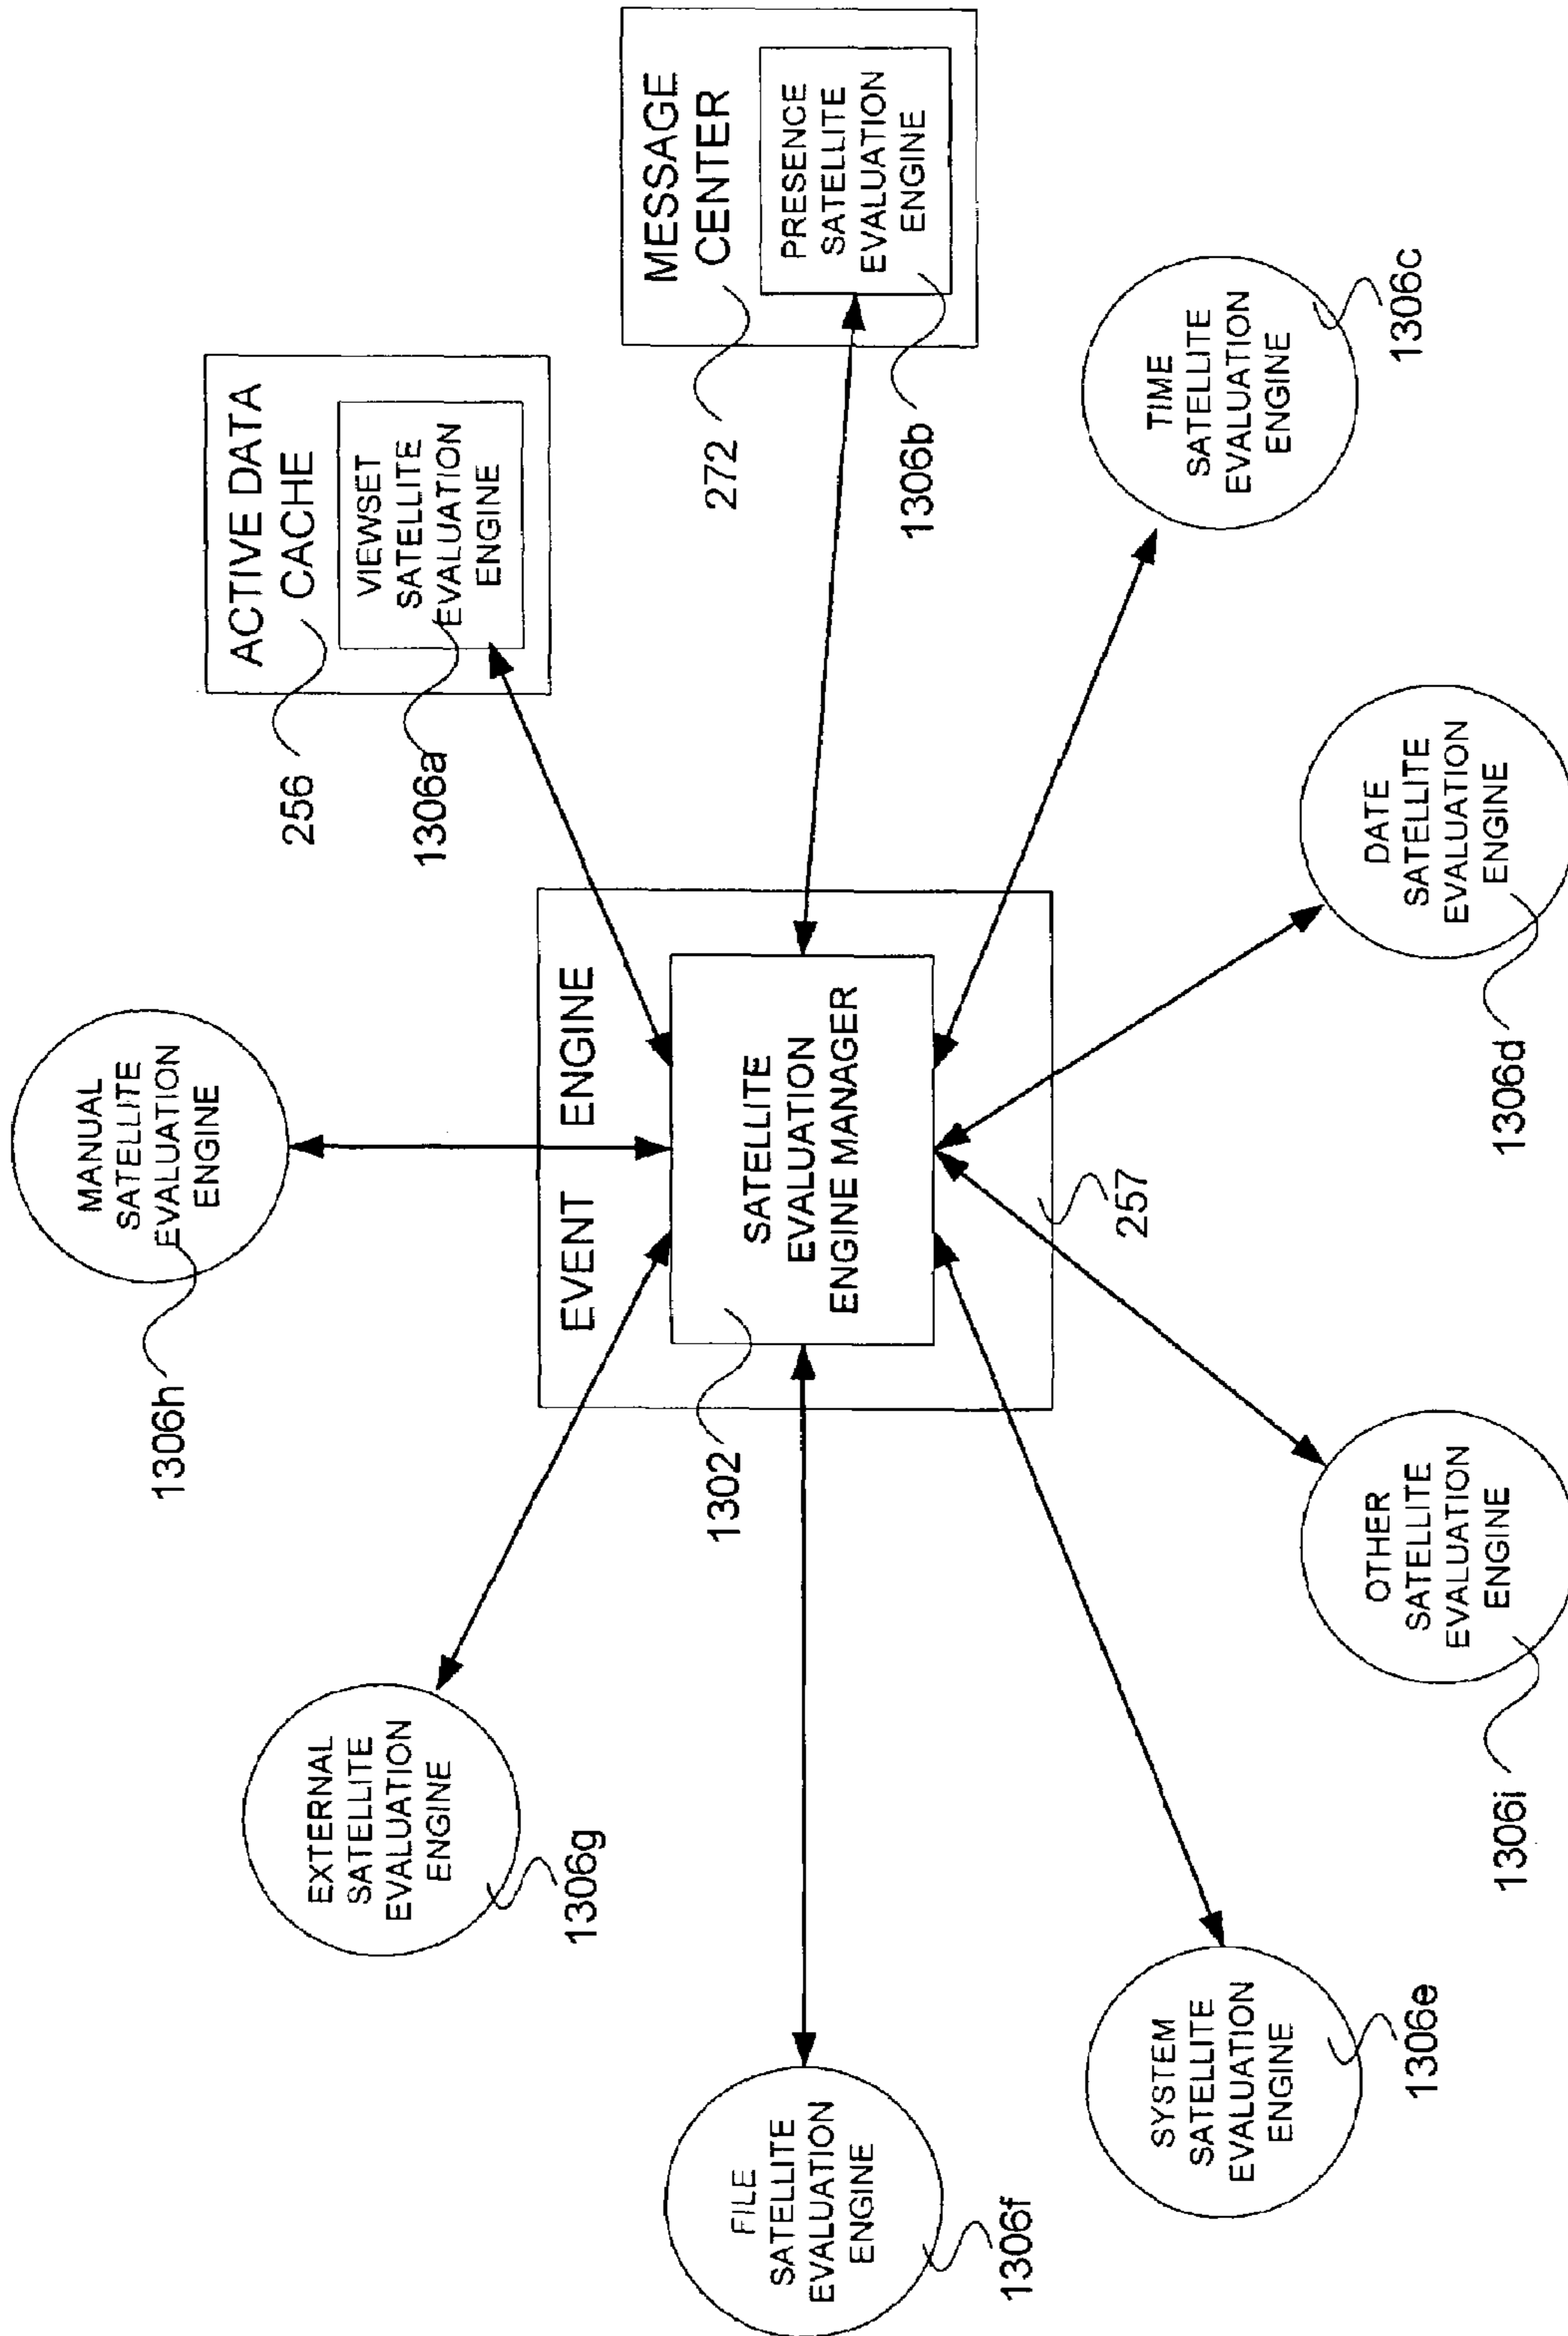 MANUAL
SATELLITE
EVALUATION
ENGINE
1306h
ACTIVE DATA
CACHE
VIEWSET
SATELLITE
EVALUATION
ENGINE
256
1306a
EXTERNAL
SATELLITE
EVALUATION
ENGINE
1306g
EVENT ENGINE
SATELLITE
EVALUATION
ENGINE MANAGER
1302
257
MESSAGE
CENTER
PRESENCE
SATELLITE
EVALUATION
ENGINE
272
1306b
FILE
SATELLITE
EVALUATION
ENGINE
1306f
TIME
SATELLITE
EVALUATION
ENGINE
1306c
SYSTEM
SATELLITE
EVALUATION
ENGINE
1306e
OTHER
SATELLITE
EVALUATION
ENGINE
1306i
DATE
SATELLITE
EVALUATION
ENGINE
1306d